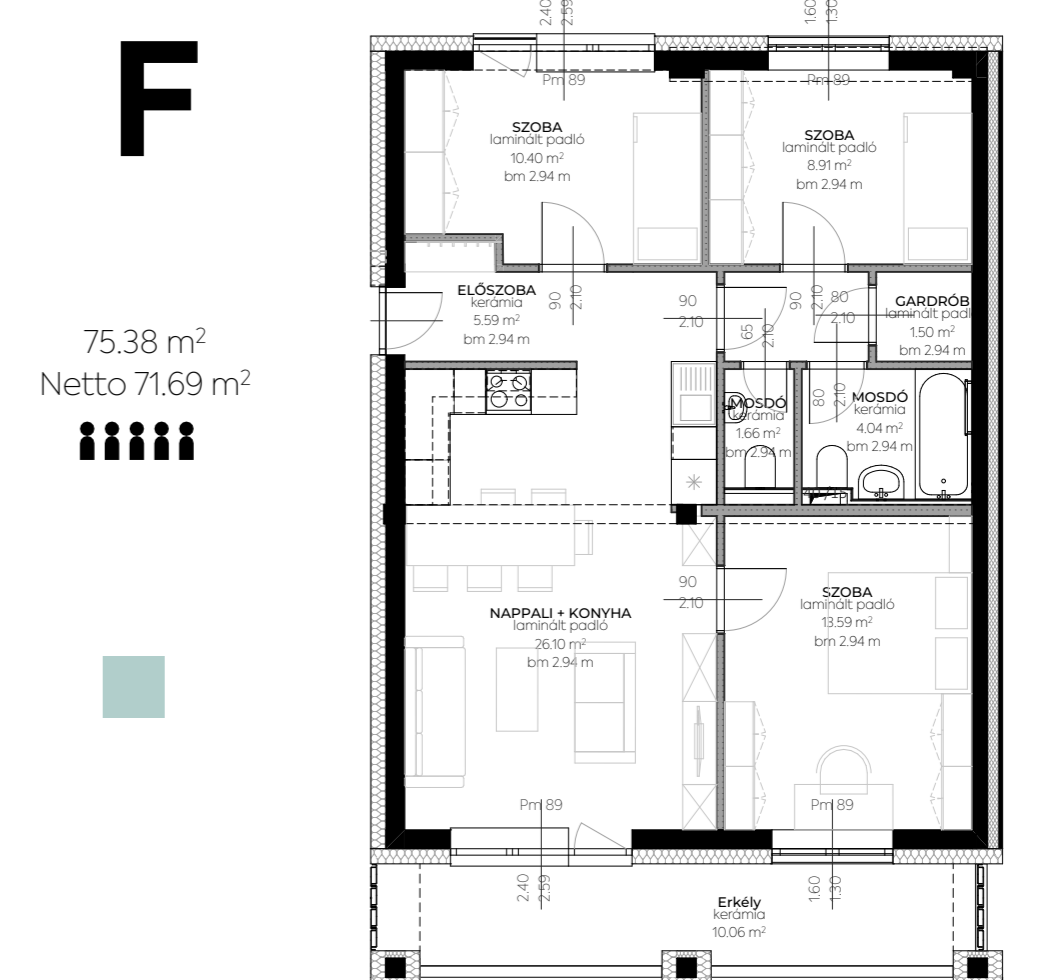 F
75.38 m²
Netto 71.69 m²
2.40
2.59
1.60
1.30
Pm 89
Pm 89
SZOBA
laminált padló
10.40 m²
bm 2.94 m
SZOBA
laminált padló
8.91 m²
bm 2.94 m
ELŐSZOBA
kerámia
5.59 m²
bm 2.94 m
90
2.10
90
2.10
90
2.10
80
2.10
65
2.10
GARDRÓB
laminált padl
1.50 m²
bm 2.94 m
MOSDÓ
kerámia
1.66 m²
bm 2.94 m
80
2.10
MOSDÓ
kerámia
4.04 m²
bm 2.94 m
90
2.10
NAPPALI + KONYHA
laminált padló
26.10 m²
bm 2.94 m
SZOBA
laminált padló
13.59 m²
bm 2.94 m
Pm 89
Pm 89
2.40
2.59
1.60
1.30
Erkély
kerámia
10.06 m²